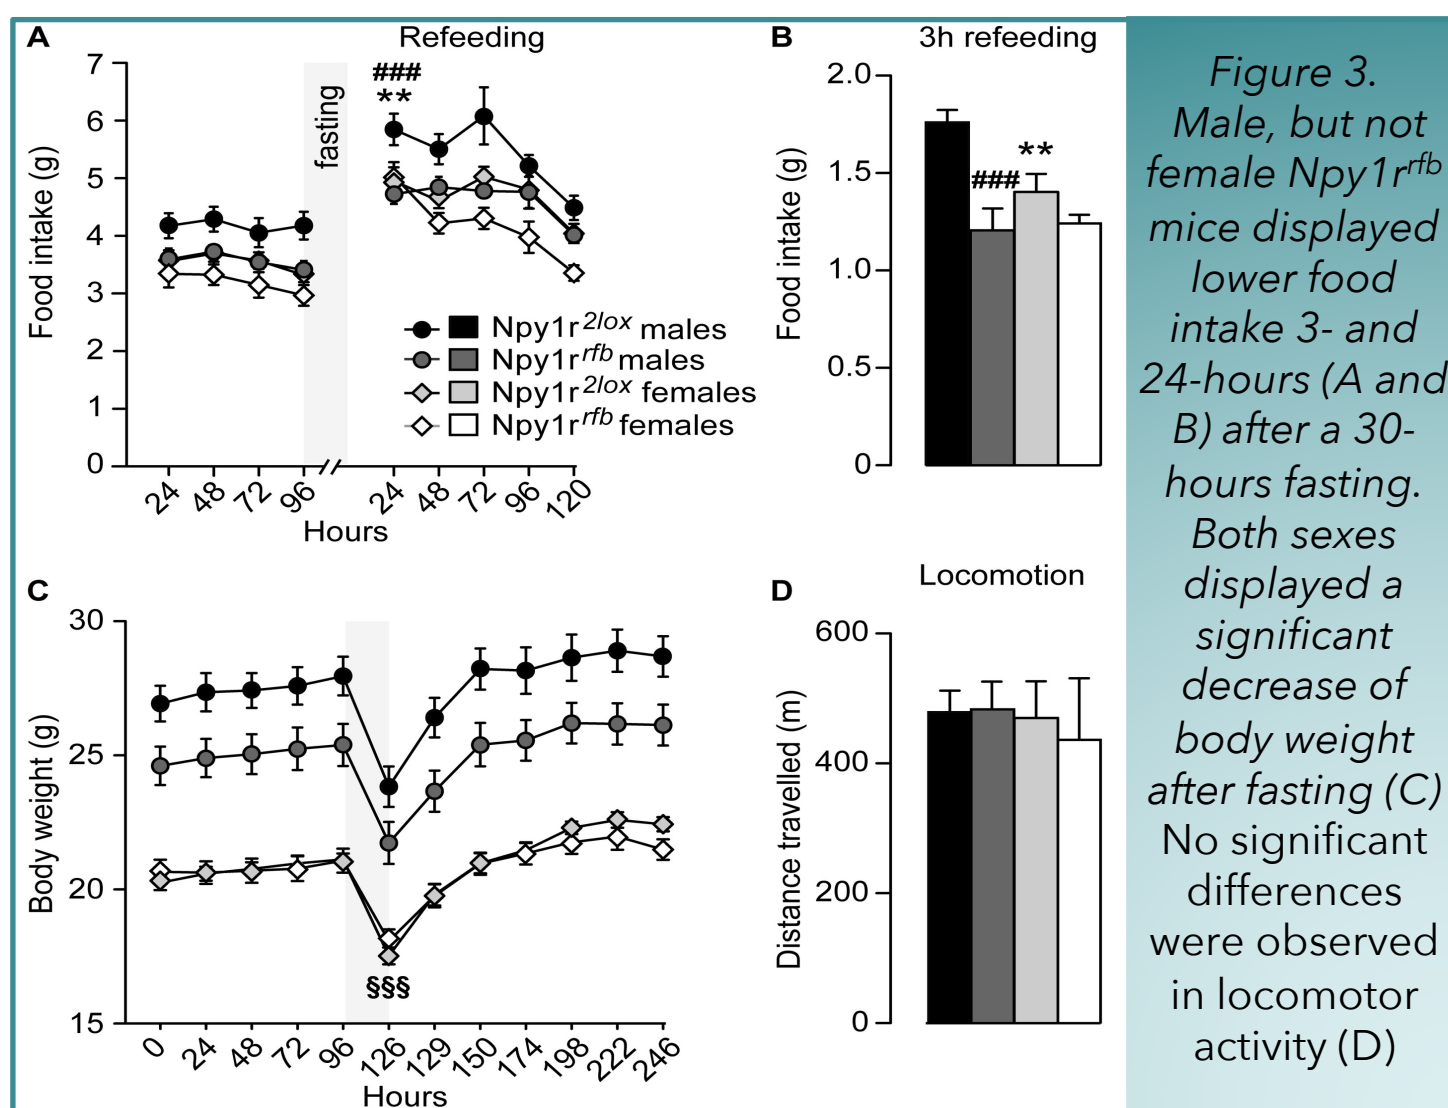 A
Refeeding
7
6
5
4
3
2
1
0
Food intake (g)
fasting
###
**
Npy1r2lox males
Npy1rrfb males
Npy1r2lox females
Npy1rrfb females
24
48
72
96
24
48
72
96
120
Hours
B
3h refeeding
2.0
1.5
1.0
0.5
0
Food intake (g)
###
**
C
30
25
20
15
Body weight (g)
§§§
0
24
48
72
96
126
129
150
174
198
222
246
Hours
D
Locomotion
600
400
200
0
Distance travelled (m)
Figure 3.
Male, but not
female Npy1rrfb
mice displayed
lower food
intake 3- and
24-hours (A and
B) after a 30-
hours fasting.
Both sexes
displayed a
significant
decrease of
body weight
after fasting (C)
No significant
differences
were observed
in locomotor
activity (D)